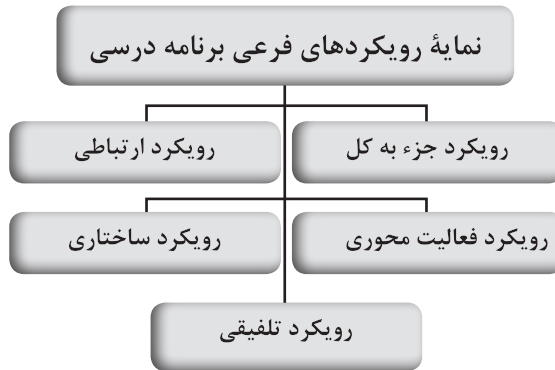 نمایهٔ رویکردهای فرعی برنامه درسی
رویکرد جزء به کل
رویکرد ارتباطی
رویکرد فعالیت محوری
رویکرد ساختاری
رویکرد تلفیقی